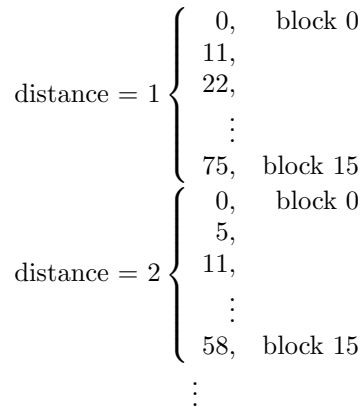 0, block 0
11,
distance = 1 22,
⋮
75, block 15
0, block 0
5,
distance = 2 11,
⋮
58, block 15
⋮